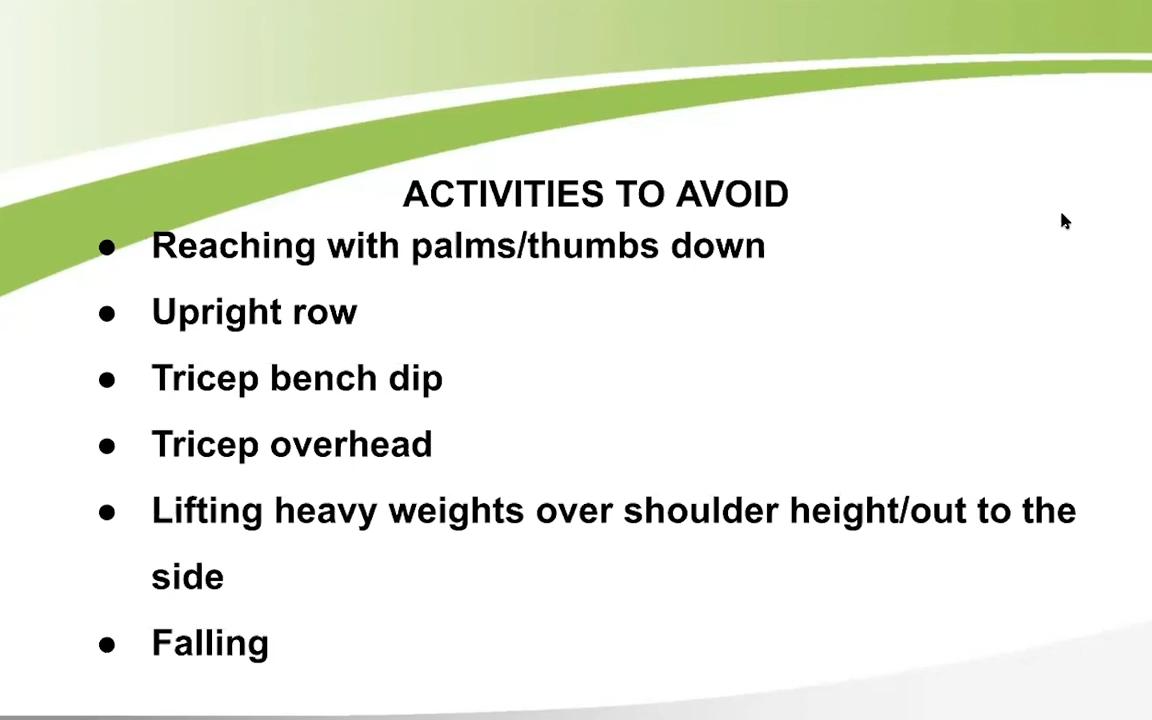 ACTIVITIES TO AVOID
● Reaching with palms/thumbs down
● Upright row
● Tricep bench dip
● Tricep overhead
● Lifting heavy weights over shoulder height/out to the
side
● Falling